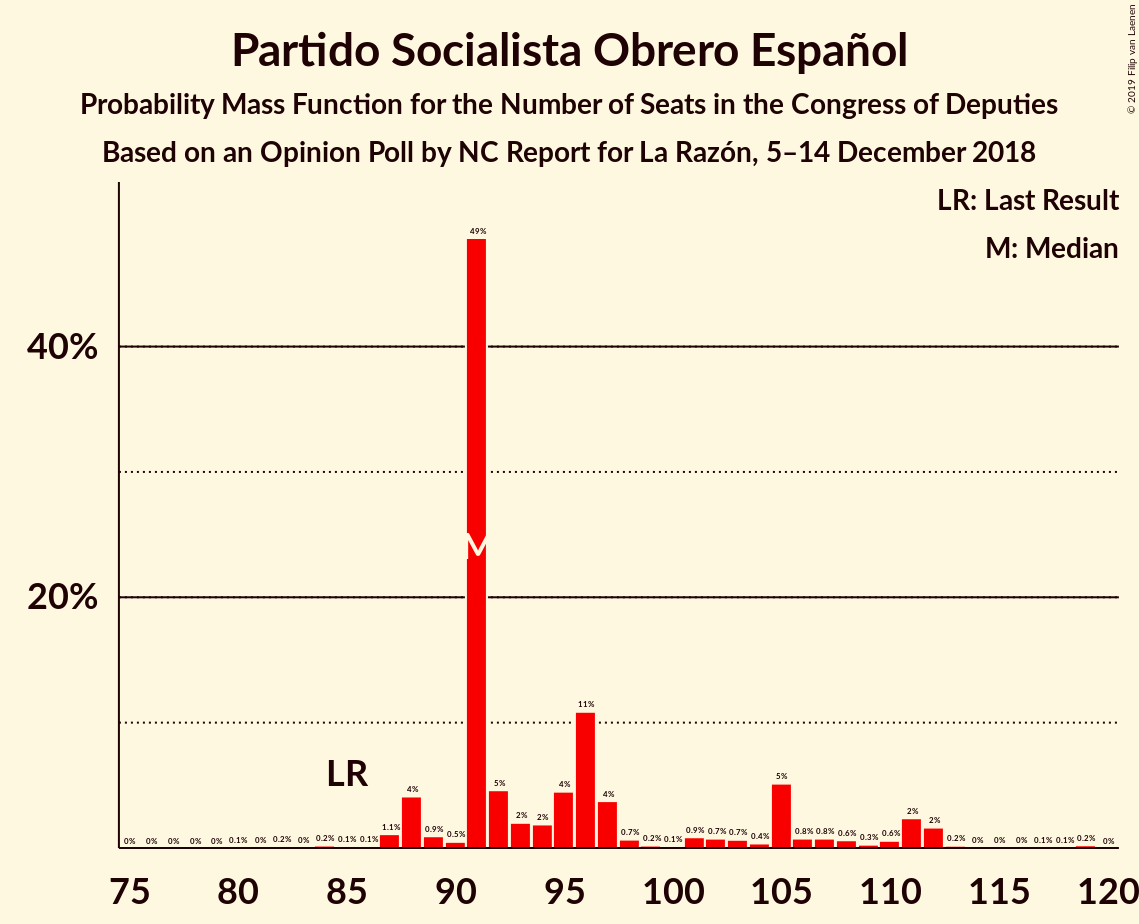 Partido Socialista Obrero Español
Probability Mass Function for the Number of Seats in the Congress of Deputies
Based on an Opinion Poll by NC Report for La Razón, 5–14 December 2018
© 2019 Filip van Laenen
LR: Last Result
M: Median
40%
20%
49%
M
LR
0% 0% 0% 0% 0% 0.1% 0% 0.2% 0% 0.2% 0.1% 0.1% 1.1% 4% 0.9% 0.5% 5% 2% 2% 4% 11% 4% 0.7% 0.2% 0.1% 0.9% 0.7% 0.7% 0.4% 5% 0.8% 0.8% 0.6% 0.3% 0.6% 2% 2% 0.2% 0% 0% 0% 0.1% 0.1% 0.2% 0%
75 80 85 90 95 100 105 110 115 120